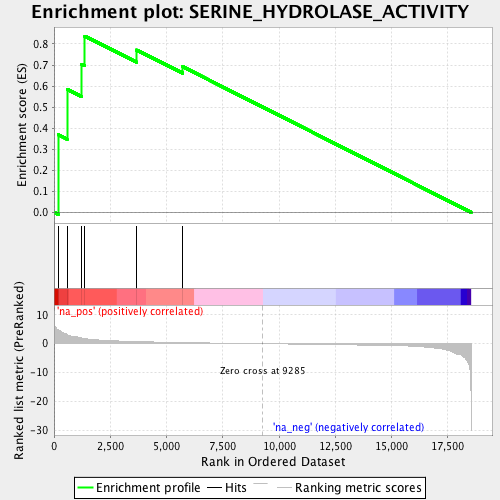 Enrichment plot: SERINE_HYDROLASE_ACTIVITY
Enrichment score (ES)
0.8
0.7
0.6
0.5
0.4
0.3
0.2
0.1
0.0
'na_pos' (positively correlated)
Ranked list metric (PreRanked)
10
0
-10
-20
-30
Zero cross at 9285
'na_neg' (negatively correlated)
0 2,500 5,000 7,500 10,000 12,500 15,000 17,500
Rank in Ordered Dataset
Enrichment profile Hits Ranking metric scores